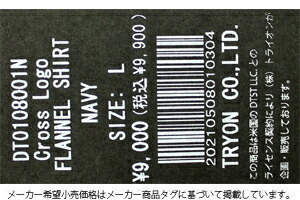 DT0108001N
Cross Logo
FLANNEL SHIRT
NAVY
SIZE: L
¥9,000(税込¥9,900)
20210508010304
TRYON CO.,LTD.
この商品は米国のDTST LLC. との
ライセンス契約により(株)トライオンが
企画・販売しております。
メーカー希望小売価格はメーカー商品タグに基づいて掲載しています。